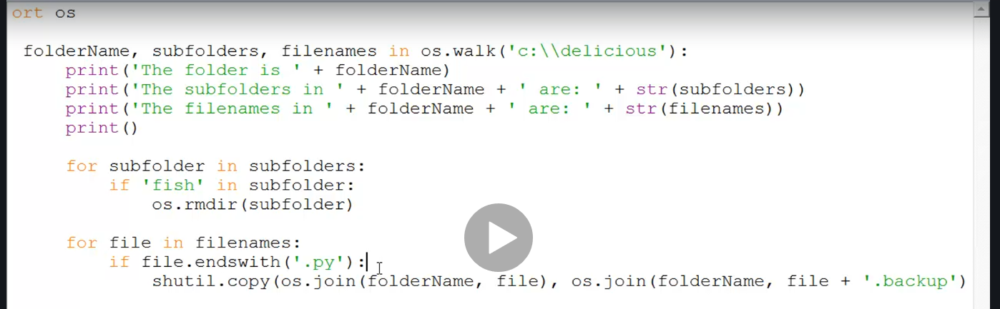 ort os
folderName, subfolders, filenames in os.walk('c:\\delicious'):
print('The folder is ' + folderName)
print('The subfolders in ' + folderName + ' are: ' + str(subfolders))
print('The filenames in ' + folderName + ' are: ' + str(filenames))
print()
for subfolder in subfolders:
if 'fish' in subfolder:
os.rmdir(subfolder)
for file in filenames:
if file.endswith('.py'):
shutil.copy(os.join(folderName, file), os.join(folderName, file + '.backup')